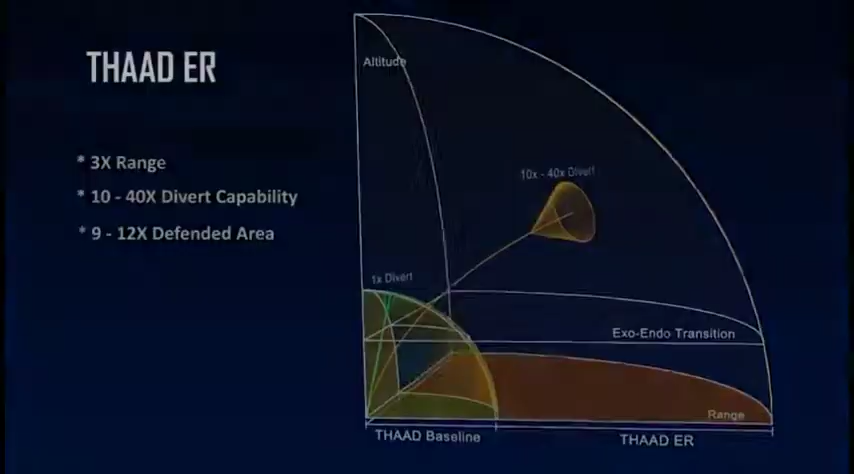 THAAD ER
* 3X Range
* 10 - 40X Divert Capability
* 9 - 12X Defended Area
Altitude
10x - 40x Divert
1x Divert
Exo-Endo Transition
Range
THAAD Baseline
THAAD ER